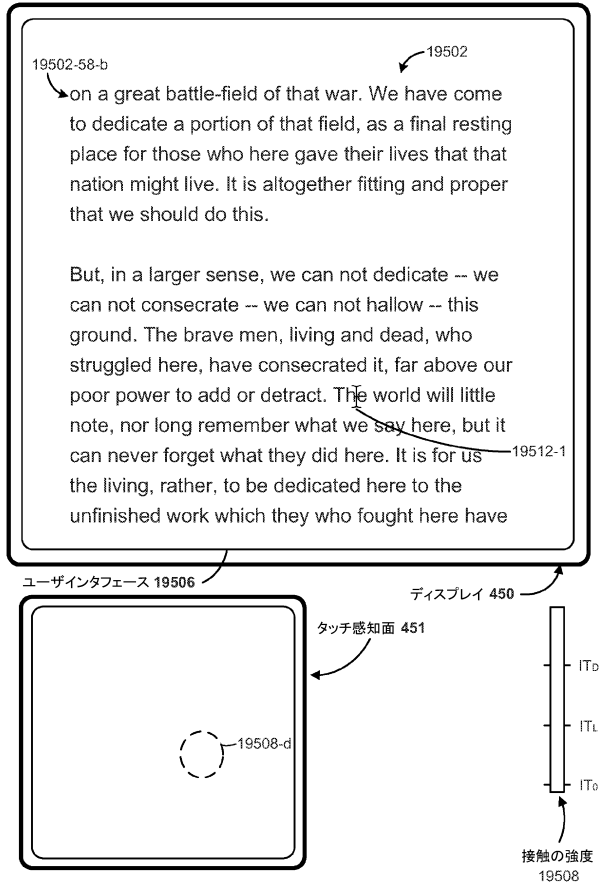 19502
19502-58-b
on a great battle-field of that war. We have come
to dedicate a portion of that field, as a final resting
place for those who here gave their lives that that
nation might live. It is altogether fitting and proper
that we should do this.
But, in a larger sense, we can not dedicate -- we
can not consecrate -- we can not hallow -- this
ground. The brave men, living and dead, who
struggled here, have consecrated it, far above our
poor power to add or detract. The world will little
note, nor long remember what we say here, but it
can never forget what they did here. It is for us
19512-1
the living, rather, to be dedicated here to the
unfinished work which they who fought here have
ユーザインタフェース 19506
ディスプレイ 450
タッチ感知面 451
19508-d
ITD
ITL
IT0
接触の強度
19508